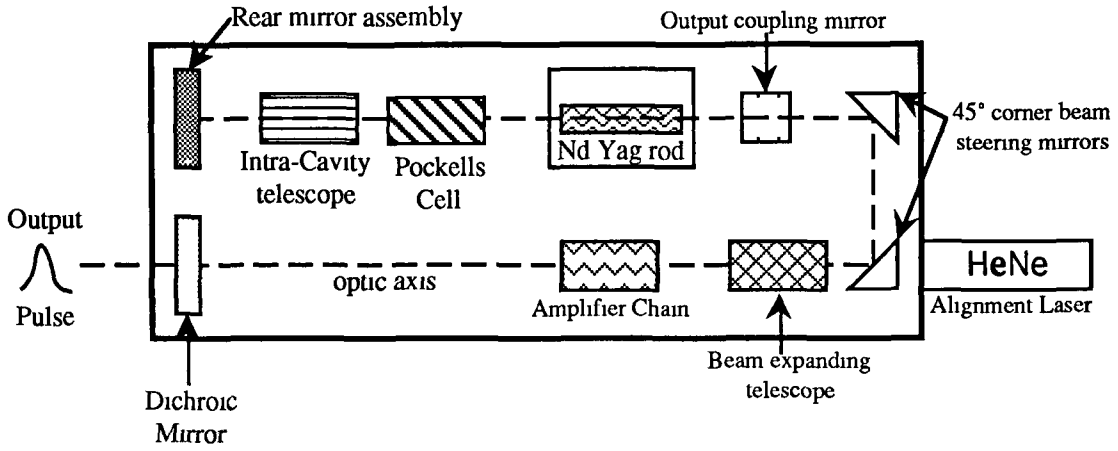 Rear mirror assembly
Output coupling mirror
45° corner beam
steering mirrors
Intra-Cavity
telescope
Pockells
Cell
Nd Yag rod
Output
Pulse
optic axis
Amplifier Chain
HeNe
Alignment Laser
Beam expanding
telescope
Dichroic
Mirror